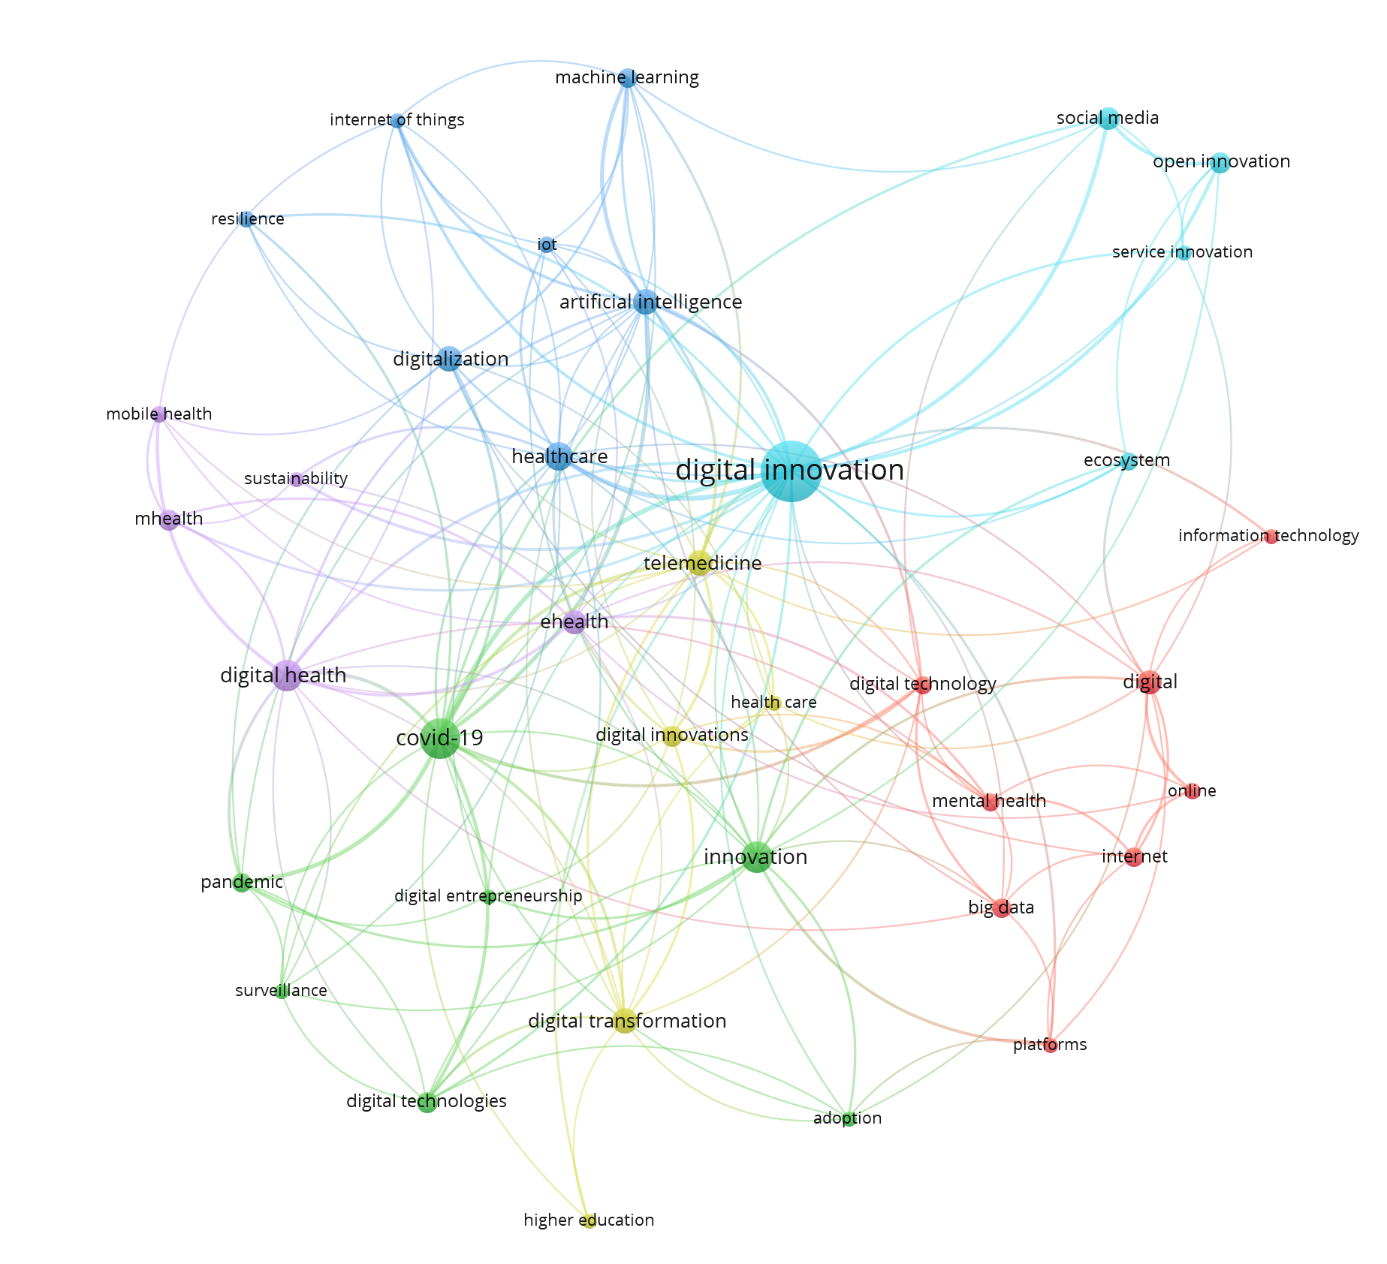 machine learning
social media
internet of things
open innovation
resilience
iot
service innovation
artificial intelligence
digitalization
mobile health
healthcare
ecosystem
digital innovation
sustainability
mhealth
information technology
telemedicine
ehealth
digital health
digital technology
digital
health care
covid-19
digital innovations
online
mental health
innovation
internet
pandemic
digital entrepreneurship
big data
surveillance
digital transformation
platforms
digital technologies
adoption
higher education